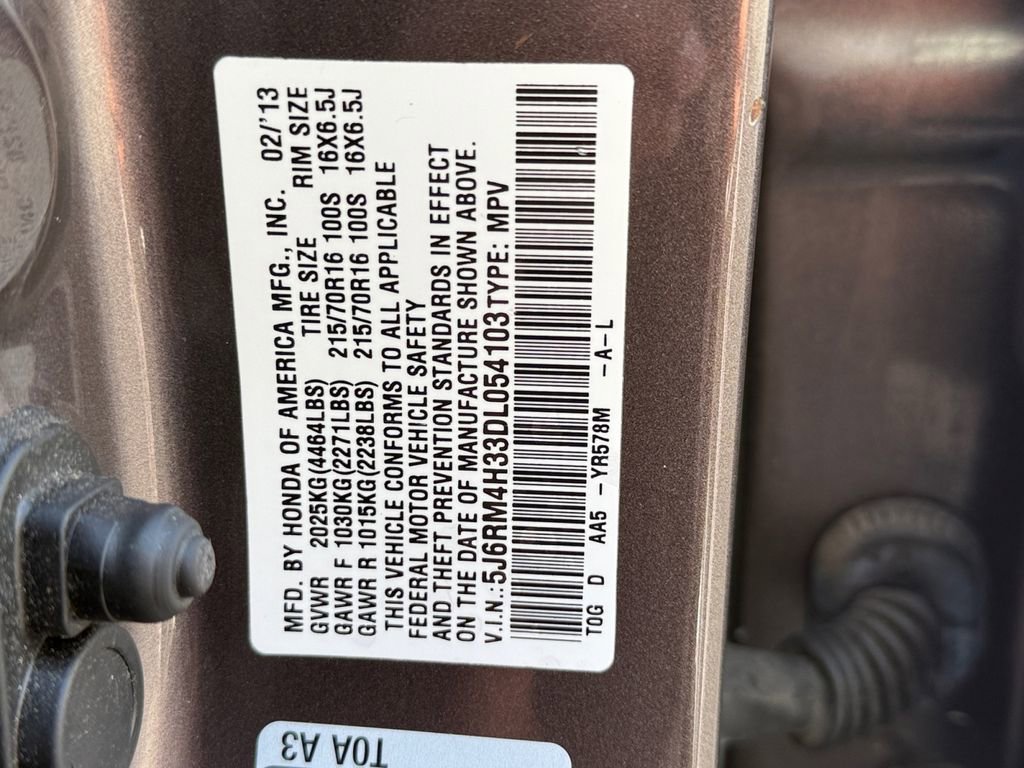 MFD. BY HONDA OF AMERICA MFG., INC. 02/'13
GVWR 2025KG(4464LBS) TIRE SIZE RIM SIZE
GAWR F 1030KG(2271LBS) 215/70R16 100S 16X6.5J
GAWR R 1015KG(2238LBS) 215/70R16 100S 16X6.5J
THIS VEHICLE CONFORMS TO ALL APPLICABLE
FEDERAL MOTOR VEHICLE SAFETY
AND THEFT PREVENTION STANDARDS IN EFFECT
ON THE DATE OF MANUFACTURE SHOWN ABOVE.
V.I.N.:5J6RM4H33DL054103TYPE: MPV
T0G D AA5 -YR578M -A-L
T0A A3